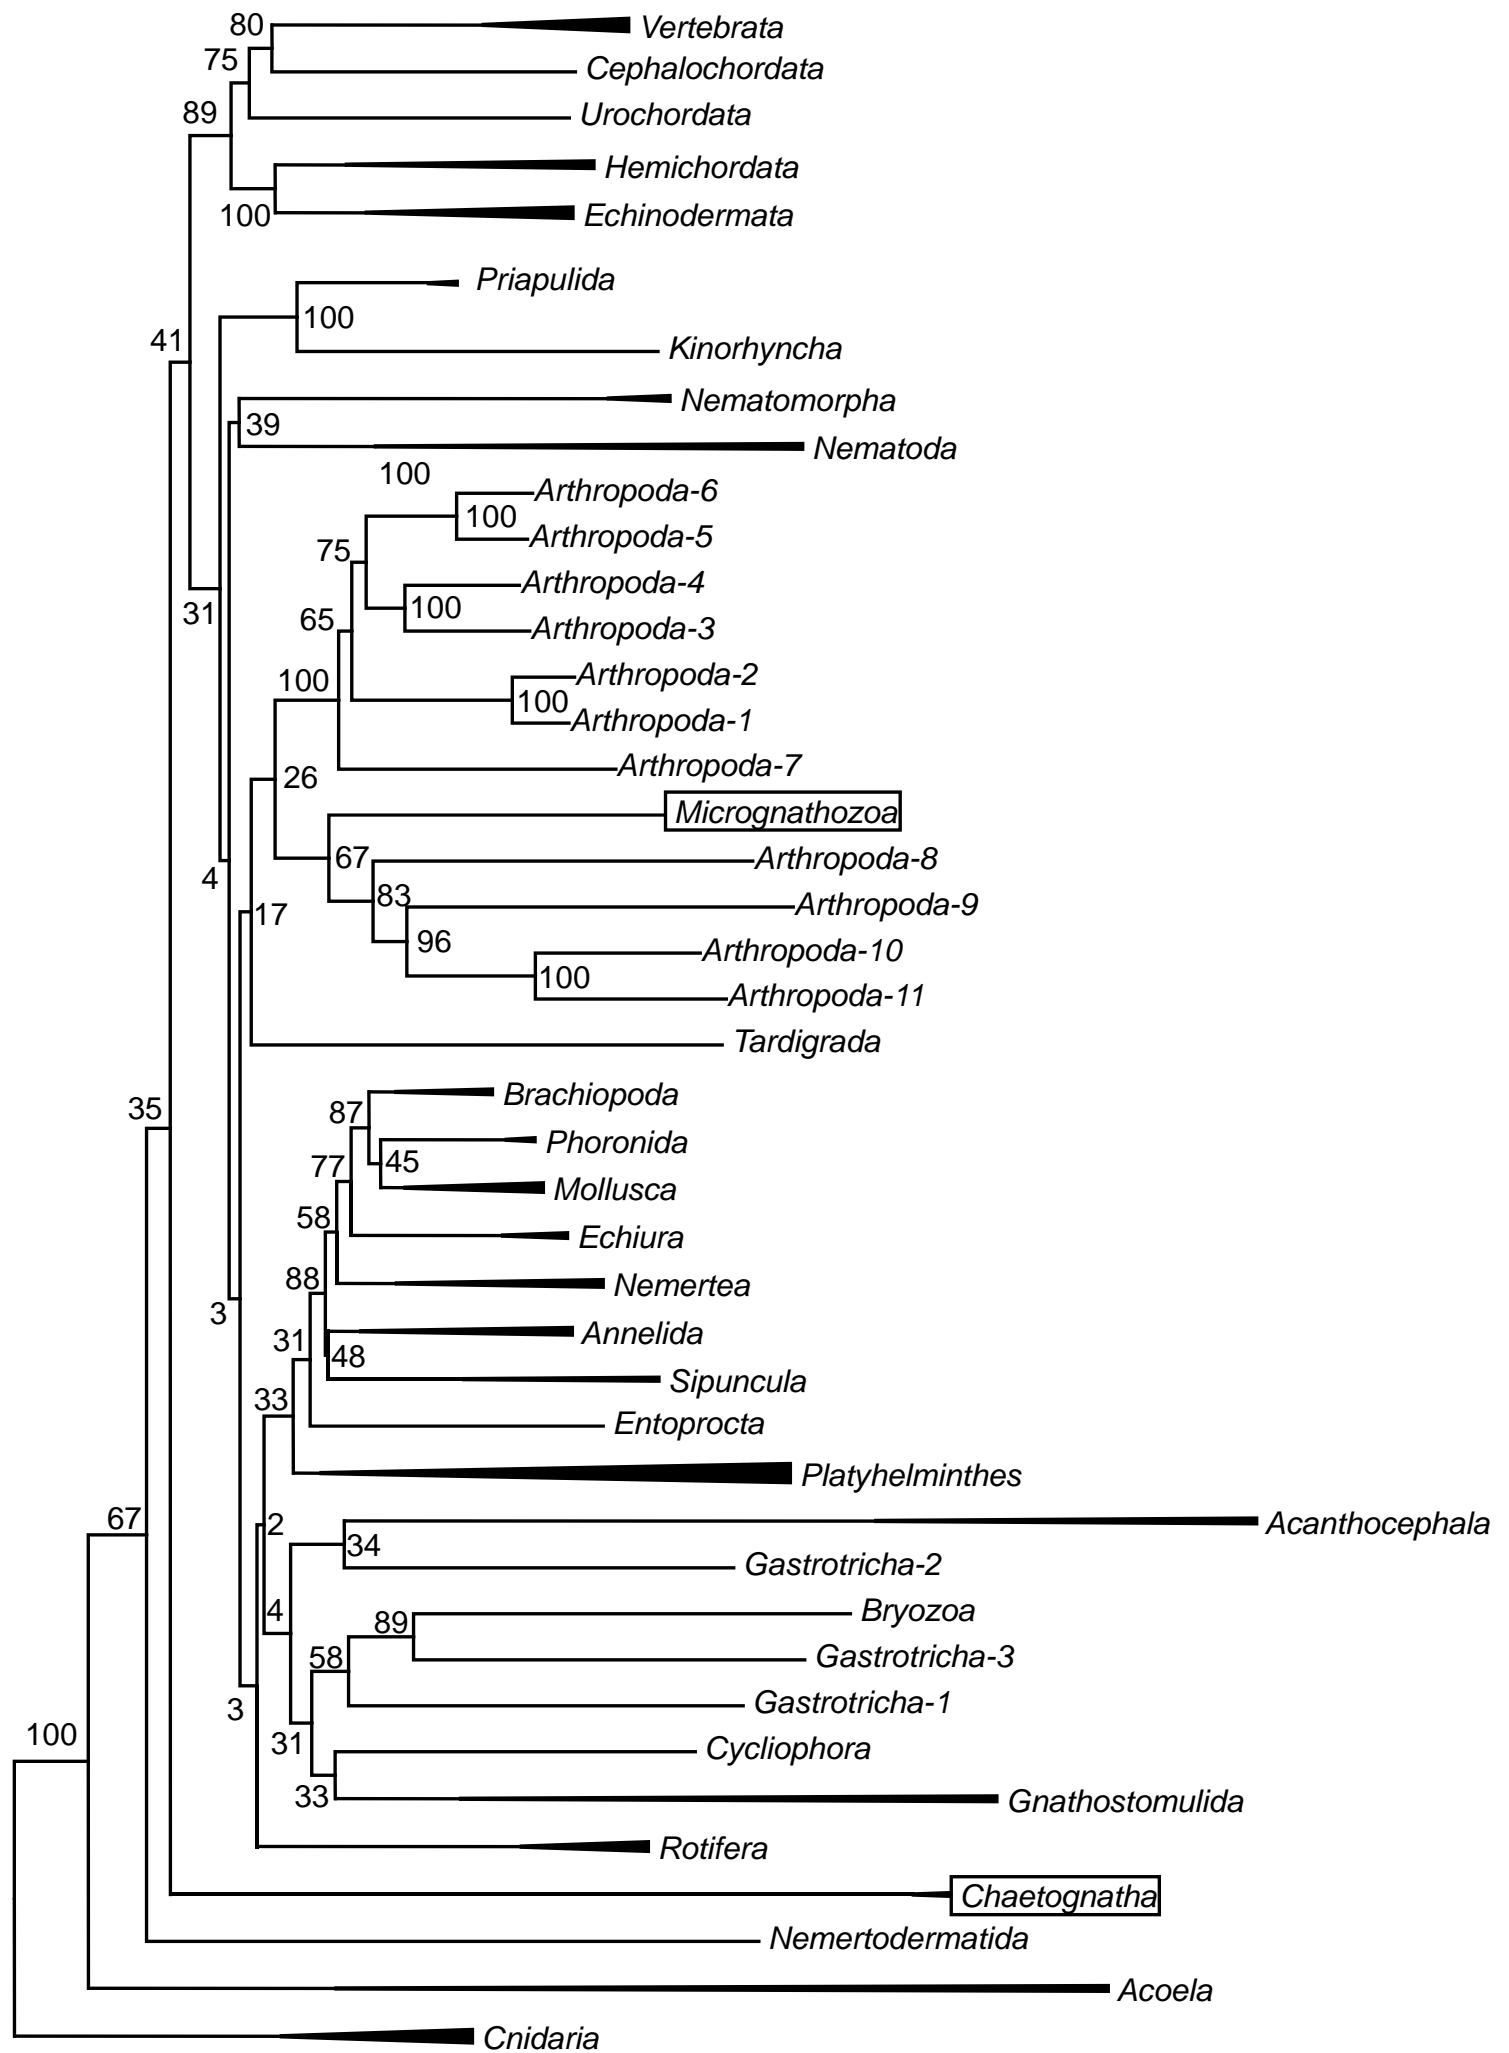 80
Vertebrata
75
Cephalochordata
89
Urochordata
Hemichordata
100
Echinodermata
Priapulida
100
41
Kinorhyncha
Nematomorpha
39
Nematoda
100
Arthropoda-6
100
Arthropoda-5
75
Arthropoda-4
100
31
65
Arthropoda-3
Arthropoda-2
100
100
Arthropoda-1
Arthropoda-7
26
Micrognathozoa
67
Arthropoda-8
4
83
Arthropoda-9
17
96
Arthropoda-10
100
Arthropoda-11
Tardigrada
Brachiopoda
35
87
Phoronida
45
77
Mollusca
58
Echiura
88
Nemertea
3
31
Annelida
48
Sipuncula
33
Entoprocta
Platyhelminthes
67
2
Acanthocephala
34
Gastrotricha-2
4
Bryozoa
89
58
Gastrotricha-3
3
Gastrotricha-1
100
31
Cycliophora
33
Gnathostomulida
Rotifera
Chaetognatha
Nemertodermatida
Acoela
Cnidaria